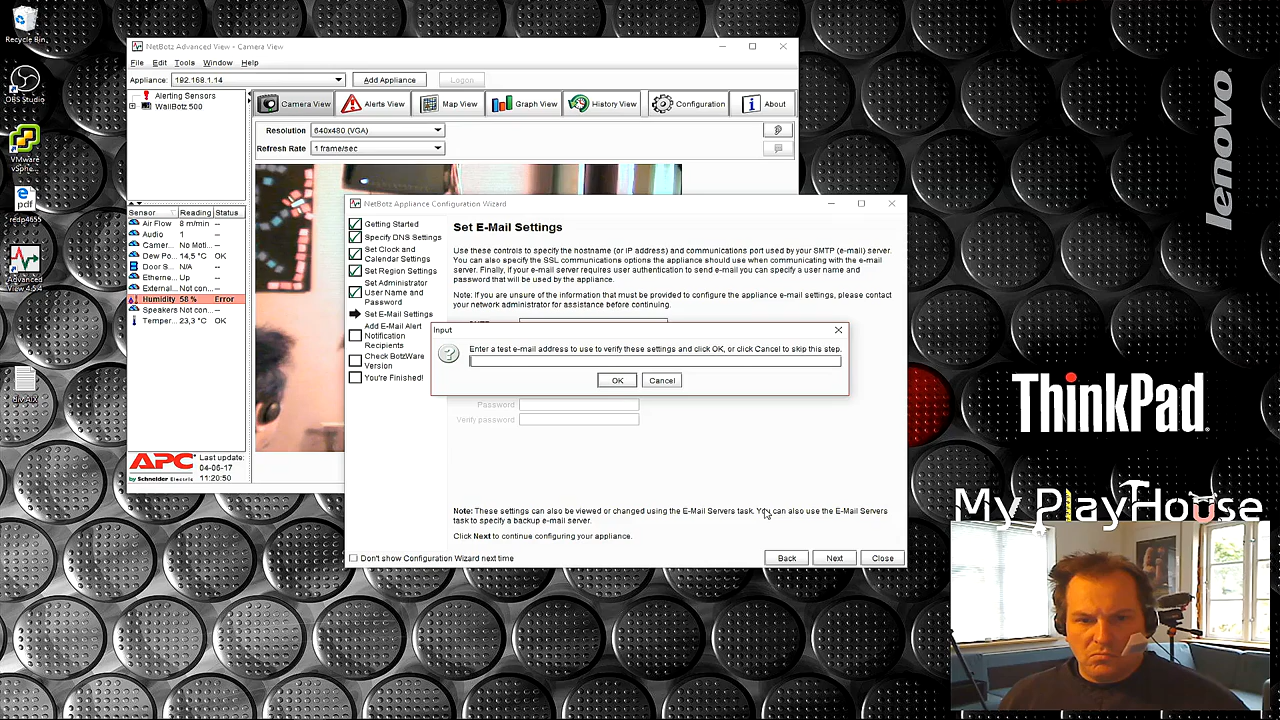 Recycle Bin
OBS Studio
VMware
vSphe...
redp4655
Advanced
View 4.5.4
NetBotz Advanced View - Camera View
File Edit Tools Window Help
Appliance: 192.168.1.14 Add Appliance Logon
Alerting Sensors
WallBotz 500
Camera View Alerts View Map View Graph View History View Configuration About
Resolution 640x480 (VGA)
Refresh Rate 1 frame/sec
Sensor Reading Status
Air Flow 8 m/min --
Audio 1 --
Camer... No Moti... --
Dew Po... 14,5 °C OK
Door S... N/A --
Etherne... Up --
External... Not con... --
Humidity 58 % Error
Speakers Not con... --
Temper... 23,3 °C OK
APC
by Schneider Electric
Last update:
04-06-17
11:20:50
NetBotz Appliance Configuration Wizard
Getting Started
Specify DNS Settings
Set Clock and
Calendar Settings
Set Region Settings
Set Administrator
User Name and
Password
Set E-Mail Settings
Add E-Mail Alert
Notification
Recipients
Check BotzWare
Version
You're Finished!
Set E-Mail Settings
Use these controls to specify the hostname (or IP address) and communications port used by your SMTP (e-mail) server.
You can also specify the SSL communications options the appliance should use when communicating with the e-mail
server. Finally, if your e-mail server requires user authentication to send e-mail you can specify a user name and
password that will be used by the appliance.
Note: if you are unsure of the information that must be provided to configure the appliance e-mail settings, please contact
your network administrator for assistance before continuing.
Input
Enter a test e-mail address to use to verify these settings and click OK, or click Cancel to skip this step.
OK Cancel
Password
Verify password
Note: These settings can also be viewed or changed using the E-Mail Servers task. You can also use the E-Mail Servers
task to specify a backup e-mail server.
Click Next to continue configuring your appliance.
Don't show Configuration Wizard next time
Back Next Close
lenovo
ThinkPad
My PlayHouse